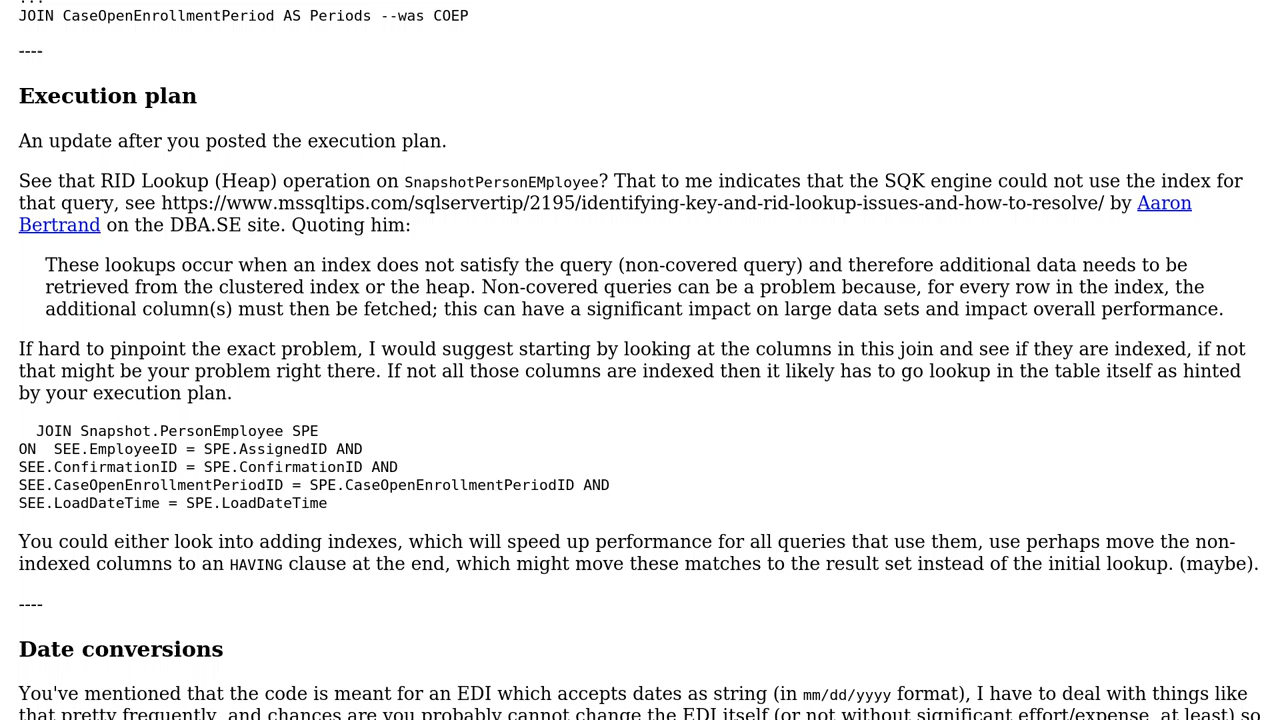 ...
JOIN CaseOpenEnrollmentPeriod AS Periods --was COEP
----
Execution plan
An update after you posted the execution plan.
See that RID Lookup (Heap) operation on SnapshotPersonEMployee? That to me indicates that the SQK engine could not use the index for
that query, see https://www.mssqltips.com/sqlservertip/2195/identifying-key-and-rid-lookup-issues-and-how-to-resolve/ by Aaron
Bertrand on the DBA.SE site. Quoting him:
These lookups occur when an index does not satisfy the query (non-covered query) and therefore additional data needs to be
retrieved from the clustered index or the heap. Non-covered queries can be a problem because, for every row in the index, the
additional column(s) must then be fetched; this can have a significant impact on large data sets and impact overall performance.
If hard to pinpoint the exact problem, I would suggest starting by looking at the columns in this join and see if they are indexed, if not
that might be your problem right there. If not all those columns are indexed then it likely has to go lookup in the table itself as hinted
by your execution plan.
JOIN Snapshot.PersonEmployee SPE
ON  SEE.EmployeeID = SPE.AssignedID AND
SEE.ConfirmationID = SPE.ConfirmationID AND
SEE.CaseOpenEnrollmentPeriodID = SPE.CaseOpenEnrollmentPeriodID AND
SEE.LoadDateTime = SPE.LoadDateTime
You could either look into adding indexes, which will speed up performance for all queries that use them, use perhaps move the non-
indexed columns to an HAVING clause at the end, which might move these matches to the result set instead of the initial lookup. (maybe).
----
Date conversions
You've mentioned that the code is meant for an EDI which accepts dates as string (in mm/dd/yyyy format), I have to deal with things like
that pretty frequently, and chances are you probably cannot change the EDI itself (or not without significant effort/expense, at least) so